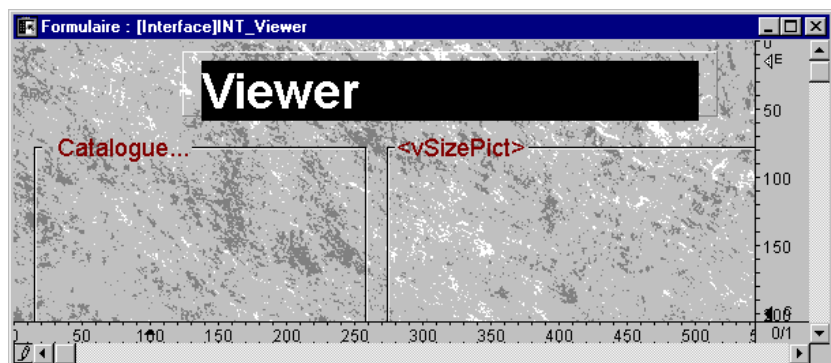 Formulaire : [Interface]INT_Viewer
Viewer
E
50
Catalogue...
<vSizePict>
100
150
50 100 150 200 250 300 350 400 450 500
0/1